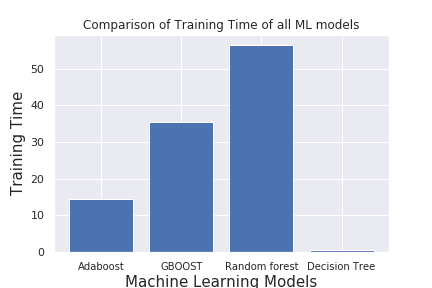 Comparison of Training Time of all ML models
Training Time
50
40
30
20
10
0
Adaboost GBOOST Random forest Decision Tree
Machine Learning Models